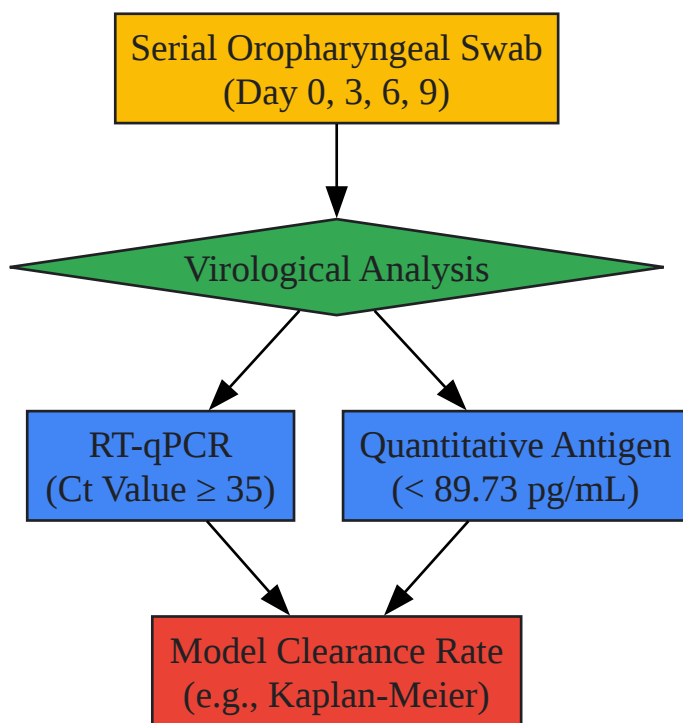 Serial Oropharyngeal Swab
(Day 0, 3, 6, 9)
Virological Analysis
RT-qPCR
(Ct Value ≥ 35)
Quantitative Antigen
(< 89.73 pg/mL)
Model Clearance Rate
(e.g., Kaplan-Meier)